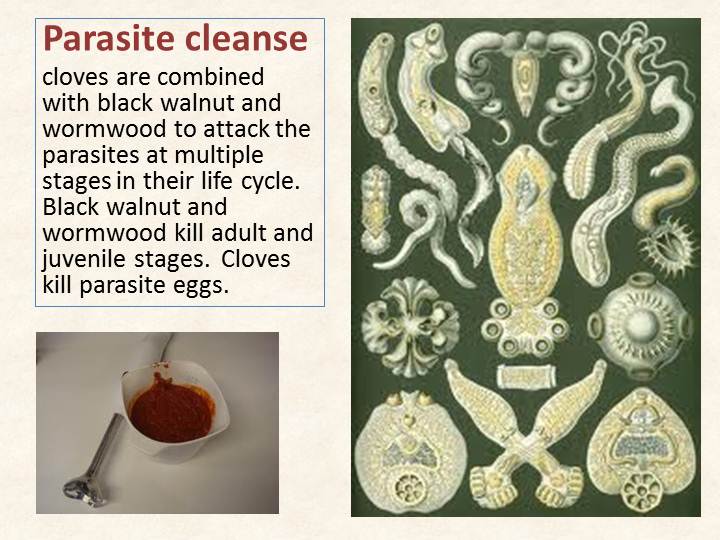 Parasite cleanse
cloves are combined
with black walnut and
wormwood to attack the
parasites at multiple
stages in their life cycle.
Black walnut and
wormwood kill adult and
juvenile stages.  Cloves
kill parasite eggs.